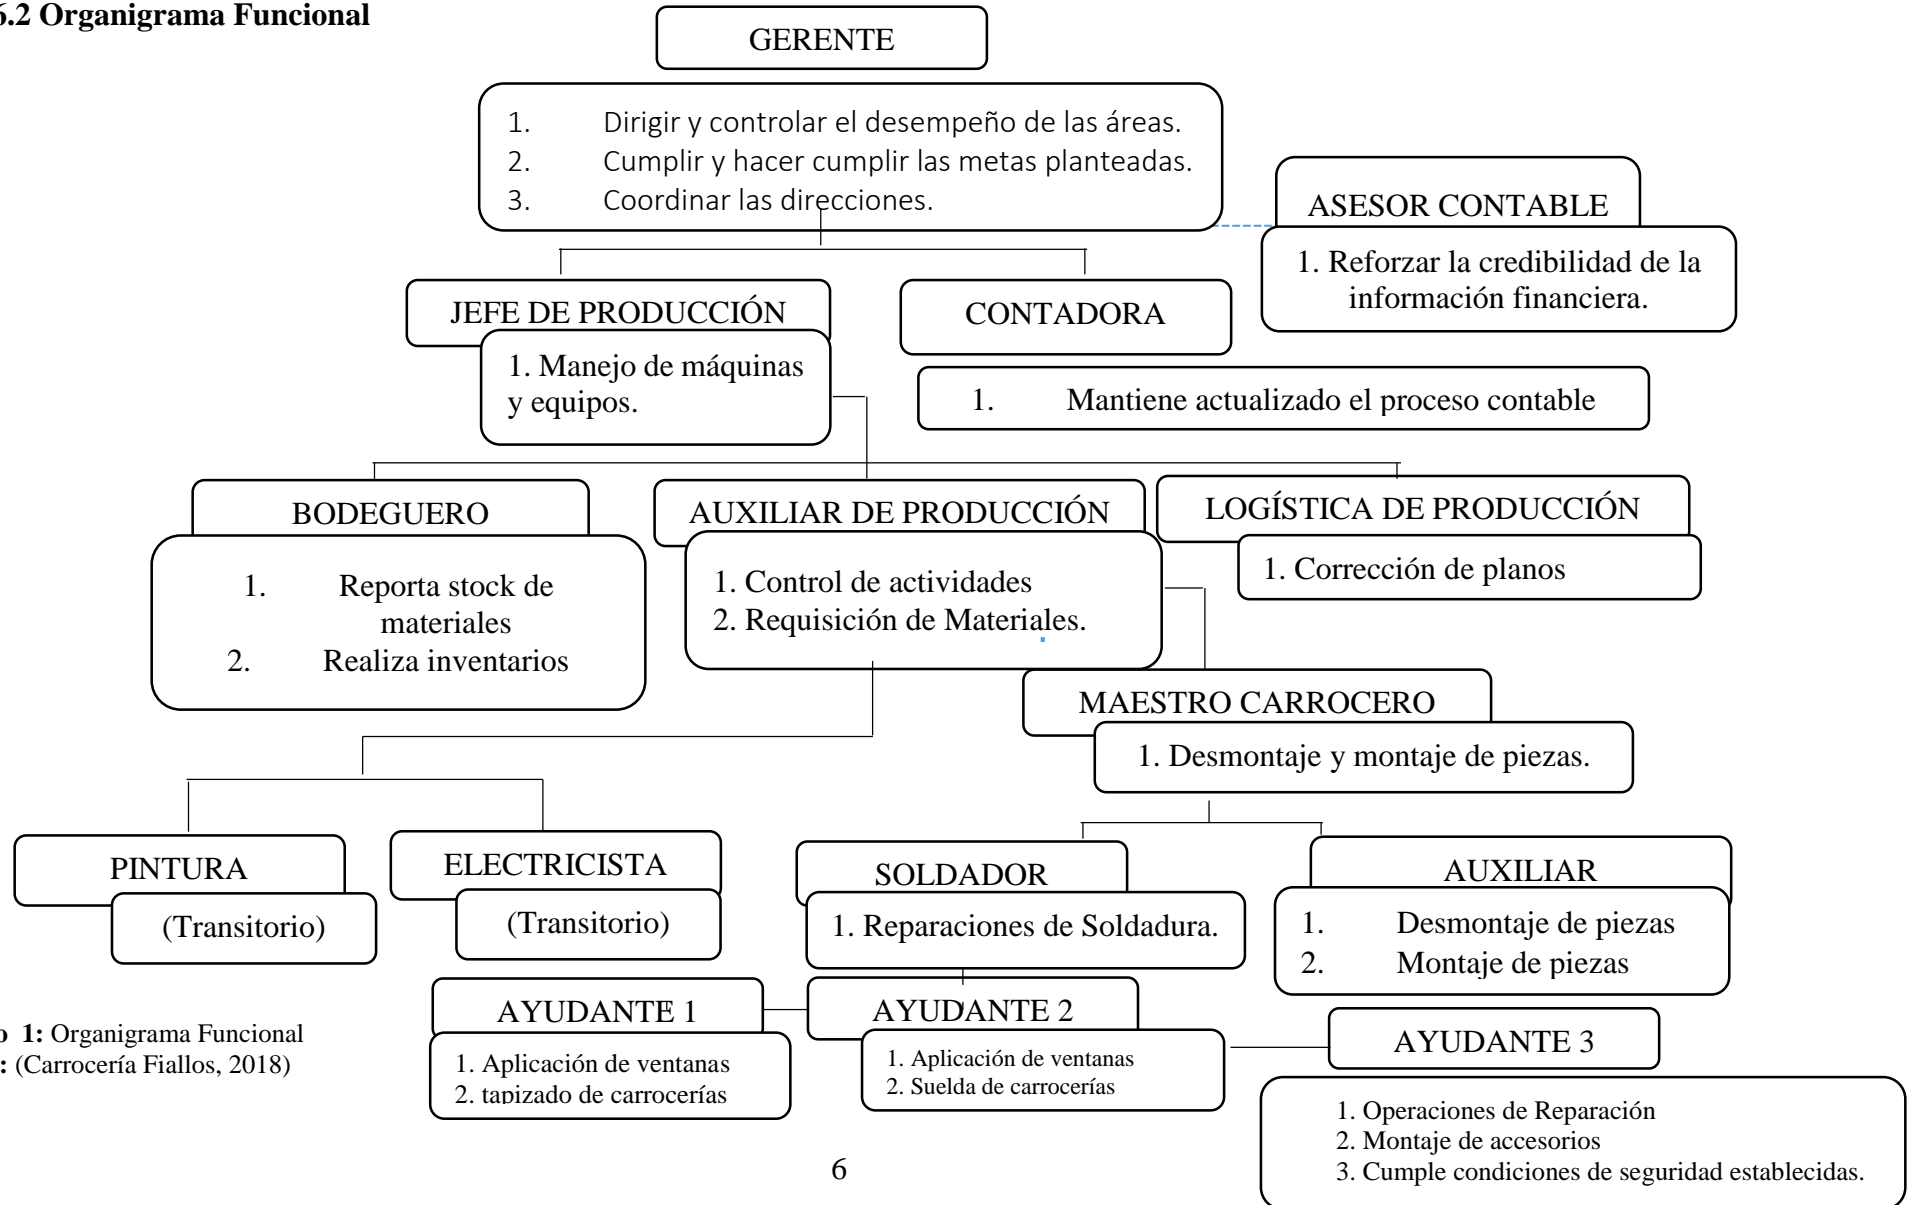 6.2 Organigrama Funcional
GERENTE
1. Dirigir y controlar el desempeño de las áreas.
2. Cumplir y hacer cumplir las metas planteadas.
3. Coordinar las direcciones.
ASESOR CONTABLE
1. Reforzar la credibilidad de la
información financiera.
JEFE DE PRODUCCIÓN
1. Manejo de máquinas
y equipos.
CONTADORA
1. Mantiene actualizado el proceso contable
BODEGUERO
1. Reporta stock de
materiales
2. Realiza inventarios
AUXILIAR DE PRODUCCIÓN
1. Control de actividades
2. Requisición de Materiales.
LOGÍSTICA DE PRODUCCIÓN
1. Corrección de planos
MAESTRO CARROCERO
1. Desmontaje y montaje de piezas.
PINTURA
(Transitorio)
ELECTRICISTA
(Transitorio)
SOLDADOR
1. Reparaciones de Soldadura.
AUXILIAR
1. Desmontaje de piezas
2. Montaje de piezas
AYUDANTE 1
1. Aplicación de ventanas
2. tapizado de carrocerías
AYUDANTE 2
1. Aplicación de ventanas
2. Suelda de carrocerías
AYUDANTE 3
1. Operaciones de Reparación
2. Montaje de accesorios
3. Cumple condiciones de seguridad establecidas.
o 1: Organigrama Funcional
: (Carrocería Fiallos, 2018)
6